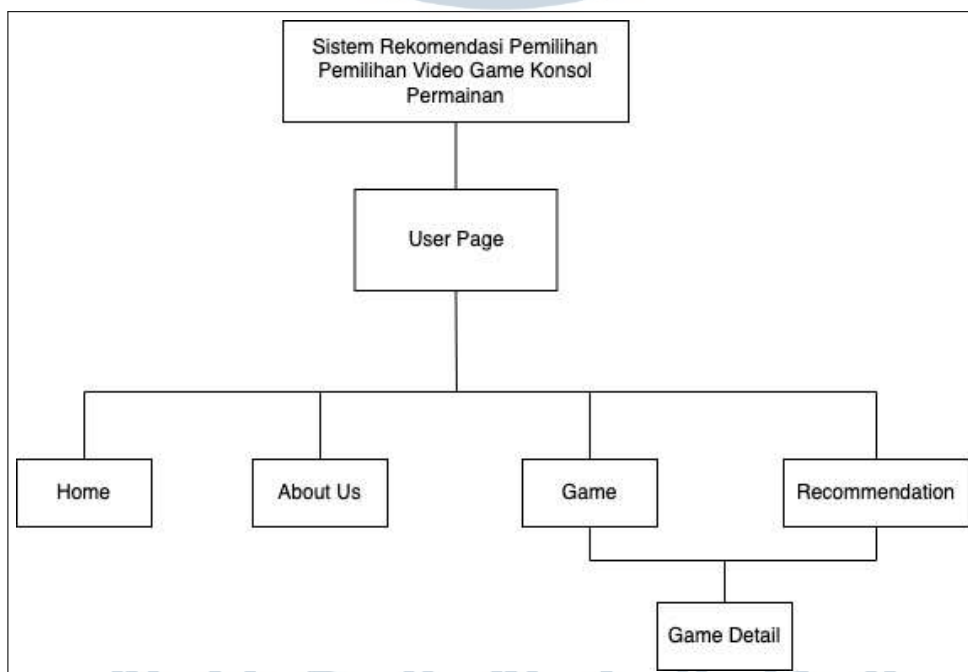 Sistem Rekomendasi Pemilihan
Pemilihan Video Game Konsol
Permainan
User Page
Home
About Us
Game
Recommendation
Game Detail